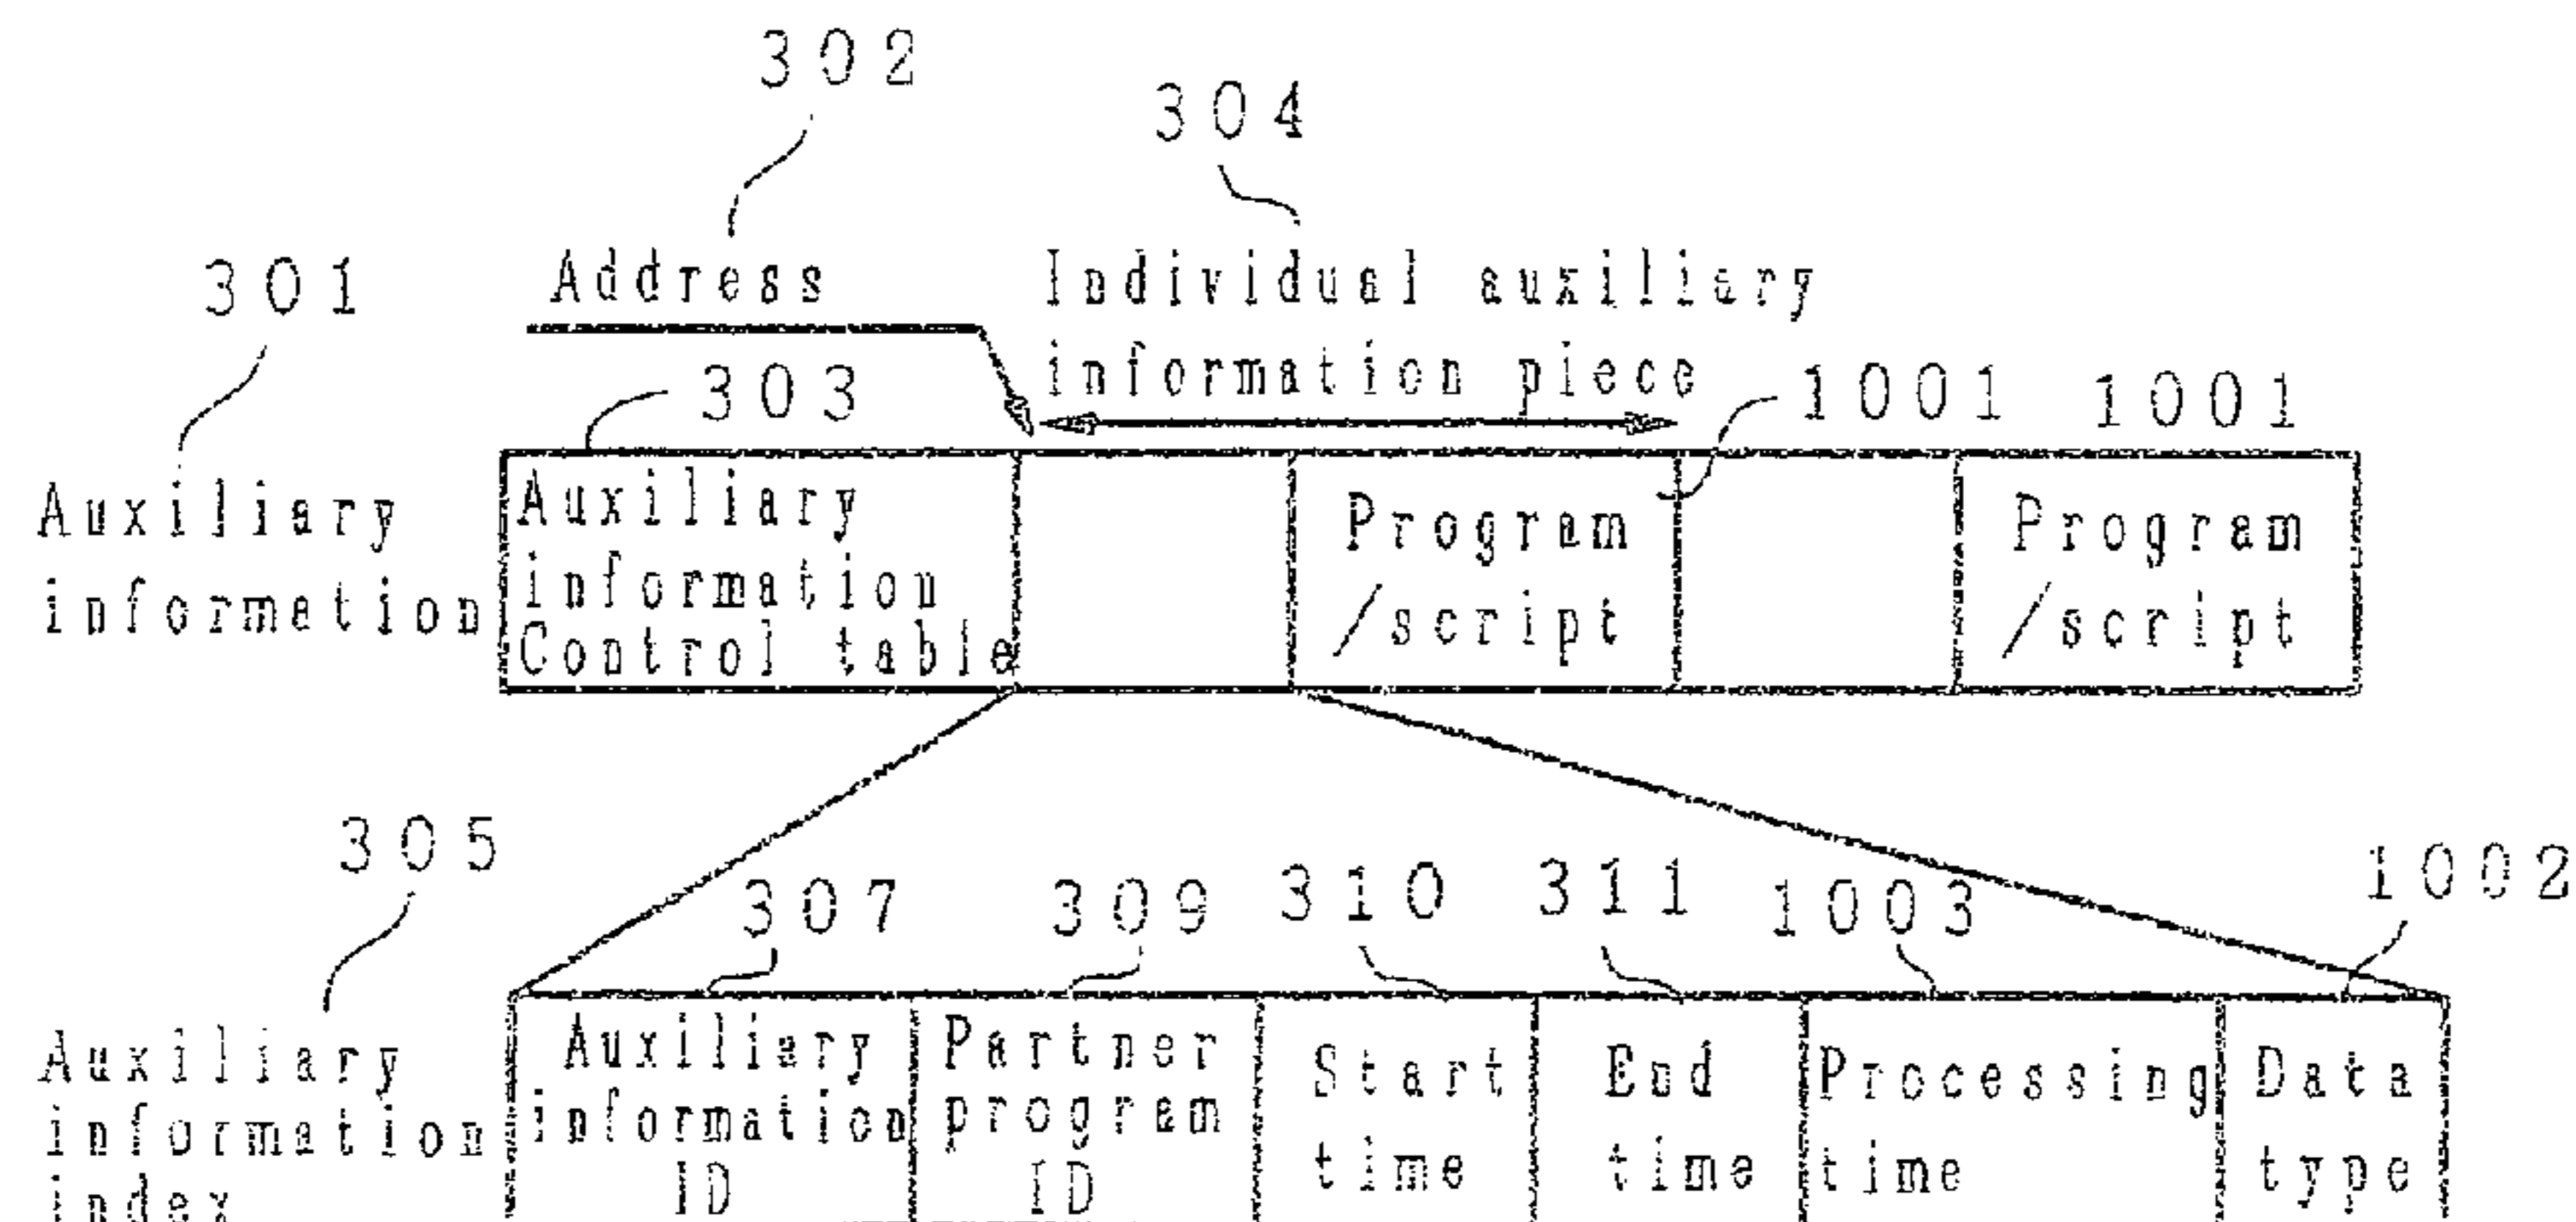 302
304
301
Address
Individual auxiliary
information piece
303
1001
1001
Auxiliary
information
Auxiliary
information
Control table
Program
/script
Program
/script
305
307
309
310
311
1003
1002
Auxiliary
information
index
Auxiliary
information
ID
Partner
program
ID
Start
time
End
time
Processing
time
Data
type